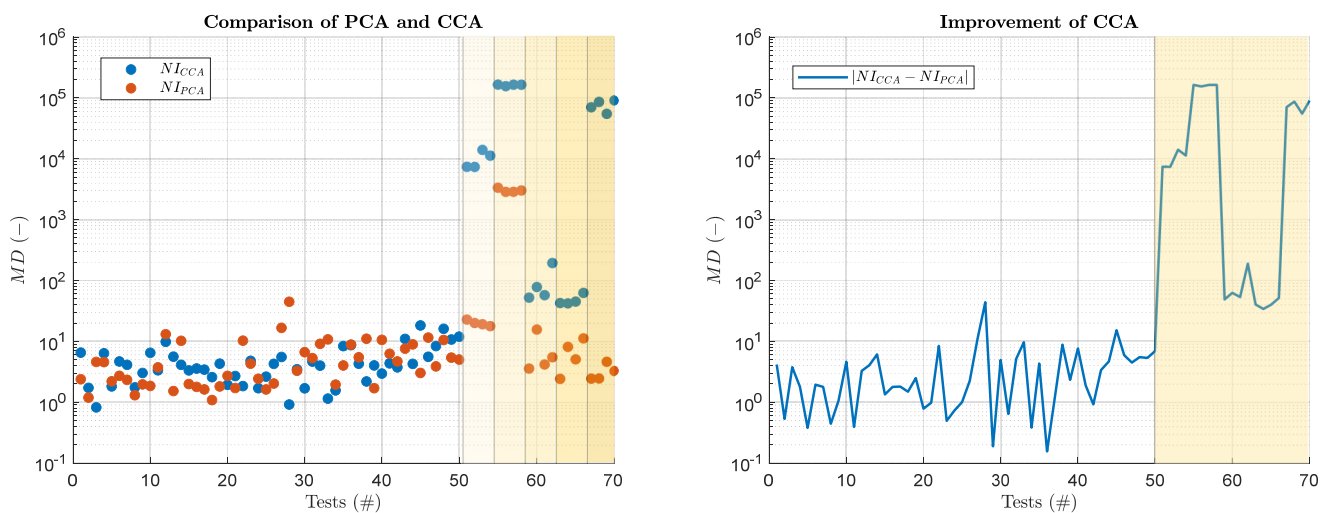 Comparison of PCA and CCA
10^6
10^5
10^4
10^3
10^2
10^1
10^0
10^-1
MD (−)
NI_CCA
NI_PCA
0 10 20 30 40 50 60 70
Tests (#)
Improvement of CCA
10^6
10^5
10^4
10^3
10^2
10^1
10^0
10^-1
MD (−)
|NI_CCA − NI_PCA|
0 10 20 30 40 50 60 70
Tests (#)